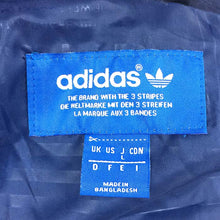 adidas®
THE BRAND WITH THE 3 STRIPES
DIE WELTMARKE MIT DEN 3 STREIFEN
LA MARQUE AUX 3 BANDES
UK US J CDN
L
D F E I
MADE IN
BANGLADESH